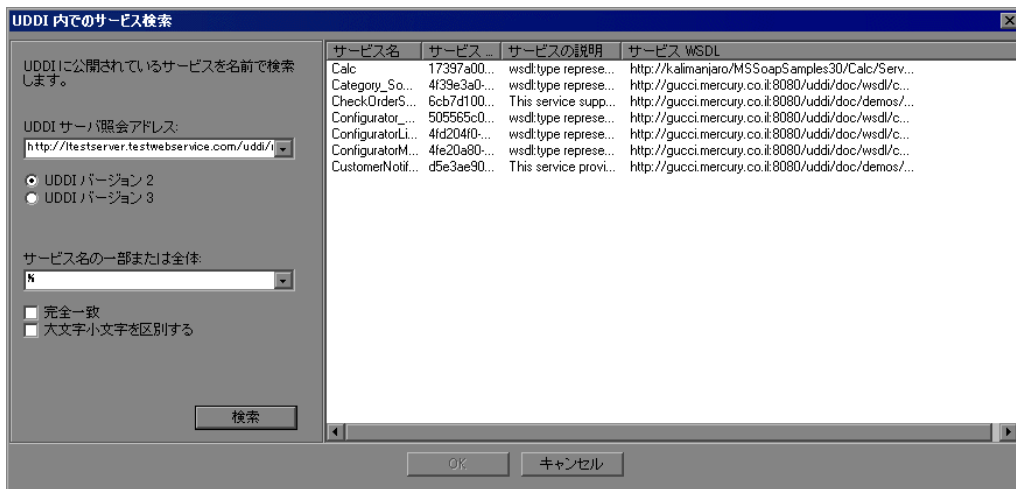 UDDI 内でのサービス検索
UDDI に公開されているサービスを名前で検索
します。
UDDI サーバ照会アドレス:
http://ltestserver.testwebservice.com/uddi/
UDDI バージョン 2
UDDI バージョン 3
サービス名の一部または全体:
%
完全一致
大文字小文字を区別する
検索
サービス名 サービス ... サービスの説明 サービス WSDL
Calc 17397a00... wsdl:type represe... http://kalimanjaro/MSSoapSamples30/Calc/Serv...
Category_So... 4f39e3a0-... wsdl:type represe... http://gucci.mercury.co.il:8080/uddi/doc/wsdl/c...
CheckOrderS... 6cb7d100... This service supp... http://gucci.mercury.co.il:8080/uddi/doc/demos/...
Configurator_... 505565c0... wsdl:type represe... http://gucci.mercury.co.il:8080/uddi/doc/wsdl/c...
ConfiguratorLi... 4fd204f0-... wsdl:type represe... http://gucci.mercury.co.il:8080/uddi/doc/wsdl/c...
ConfiguratorM... 4fe20a80-... wsdl:type represe... http://gucci.mercury.co.il:8080/uddi/doc/wsdl/c...
CustomerNotif... d5e3ae90... This service provi... http://gucci.mercury.co.il:8080/uddi/doc/demos/...
OK キャンセル